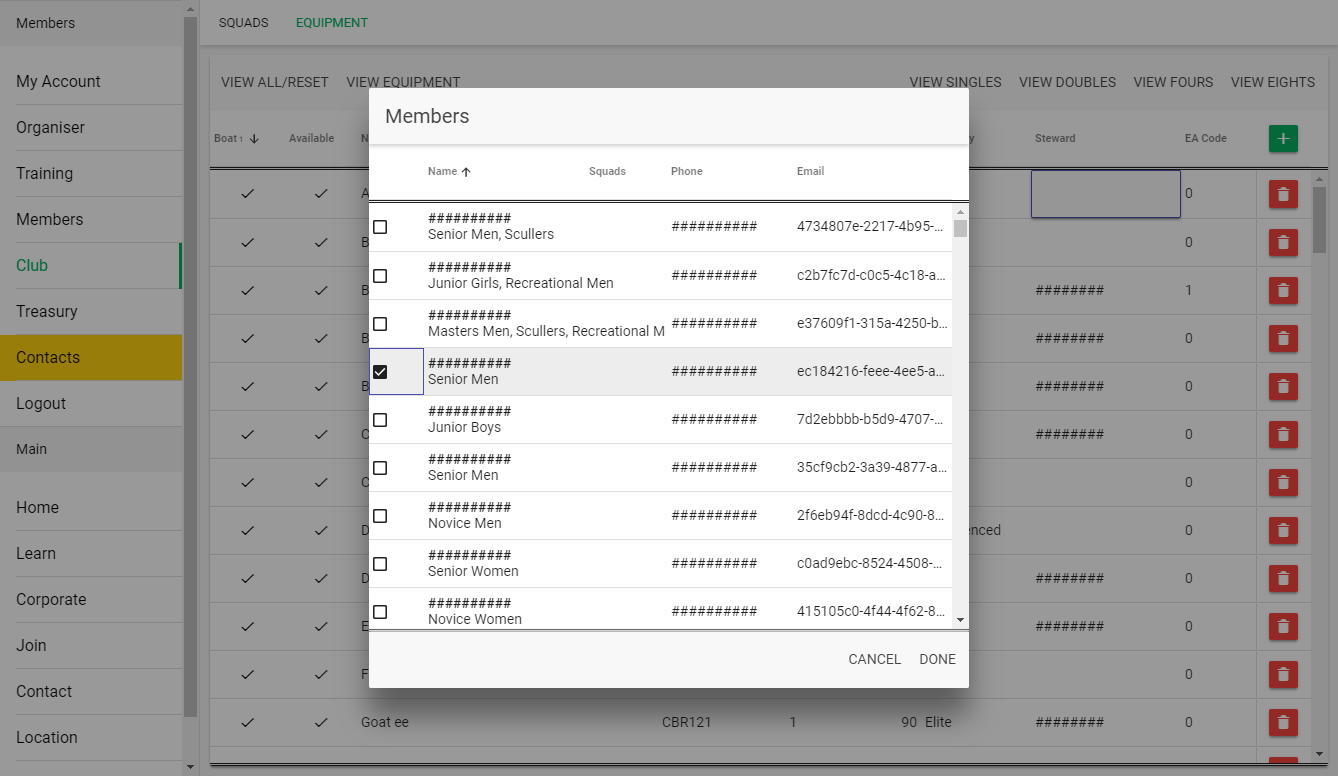 Members
My Account
Organiser
Training
Members
Club
Treasury
Contacts
Logout
Main
Home
Learn
Corporate
Join
Contact
Location
SQUADS EQUIPMENT
VIEW ALL/RESET VIEW EQUIPMENT VIEW SINGLES VIEW DOUBLES VIEW FOURS VIEW EIGHTS
Boat 1 Available N y Steward EA Code
A 0
B 0
B ######## 1
B ######## 0
B ######## 0
C ######## 0
C 0
D enced 0
D ######## 0
E ######## 0
F 0
Goat ee CBR121 1 90 Elite ######## 0
Members
Name Squads Phone Email
##########
Senior Men, Scullers
########## 4734807e-2217-4b95-...
##########
Junior Girls, Recreational Men
########## c2b7fc7d-c0c5-4c18-a...
##########
Masters Men, Scullers, Recreational M
########## e37609f1-315a-4250-b...
##########
Senior Men
########## ec184216-feee-4ee5-a...
##########
Junior Boys
########## 7d2ebbbb-b5d9-4707-...
##########
Senior Men
########## 35cf9cb2-3a39-4877-a...
##########
Novice Men
########## 2f6eb94f-8dcd-4c90-8...
##########
Senior Women
########## c0ad9ebc-8524-4508-...
##########
Novice Women
########## 415105c0-4f44-4f62-8...
CANCEL DONE